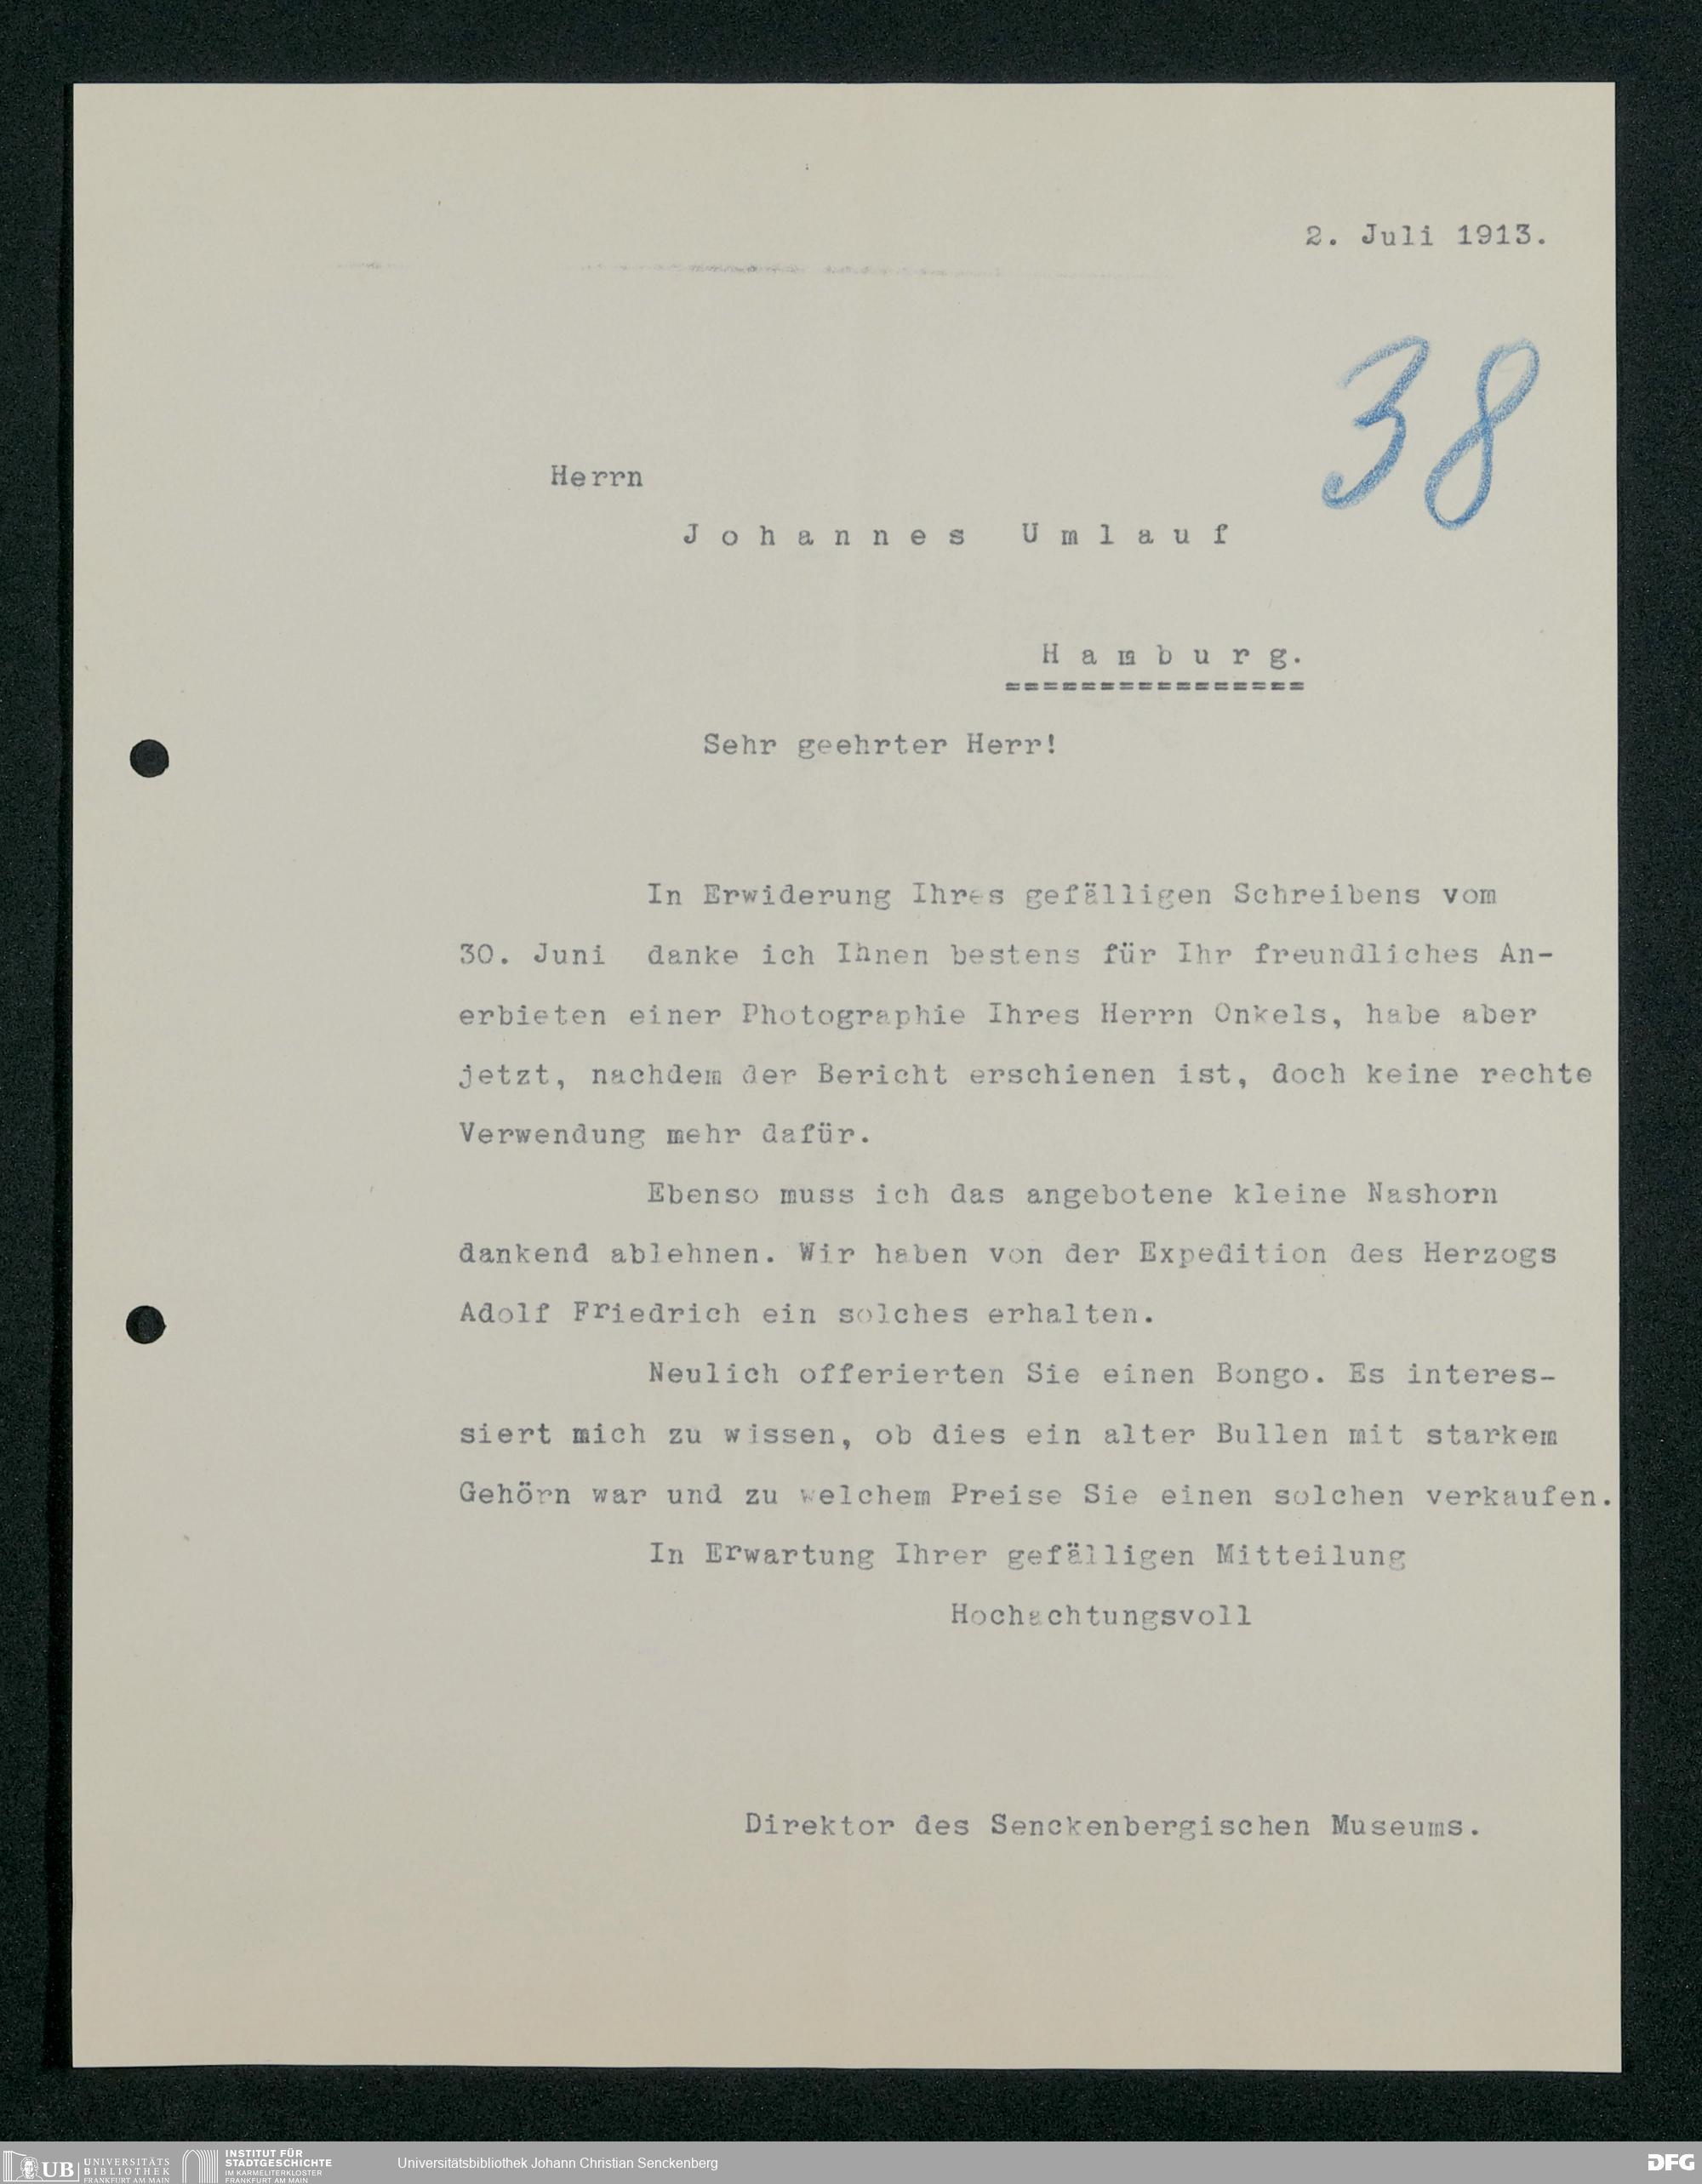 2. Juli 1913.
38
Herrn
Johannes Umlauf
Hamburg.
================
Sehr geehrter Herr!
In Erwiderung Ihres gefälligen Schreibens vom
30. Juni danke ich Ihnen bestens für Ihr freundliches An-
erbieten einer Photographie Ihres Herrn Onkels, habe aber
jetzt, nachdem der Bericht erschienen ist, doch keine rechte
Verwendung mehr dafür.
Ebenso muss ich das angebotene kleine Nashorn
dankend ablehnen. Wir haben von der Expedition des Herzogs
Adolf Friedrich ein solches erhalten.
Neulich offerierten Sie einen Bongo. Es interes-
siert mich zu wissen, ob dies ein alter Bullen mit starkem
Gehörn war und zu welchem Preise Sie einen solchen verkaufen.
In Erwartung Ihrer gefälligen Mitteilung
Hochachtungsvoll
Direktor des Senckenbergischen Museums.
UB UNIVERSITÄTS BIBLIOTHEK FRANKFURT AM MAIN
INSTITUT FÜR STADTGESCHICHTE IM KARMELITERKLOSTER FRANKFURT AM MAIN
Universitätsbibliothek Johann Christian Senckenberg
DFG